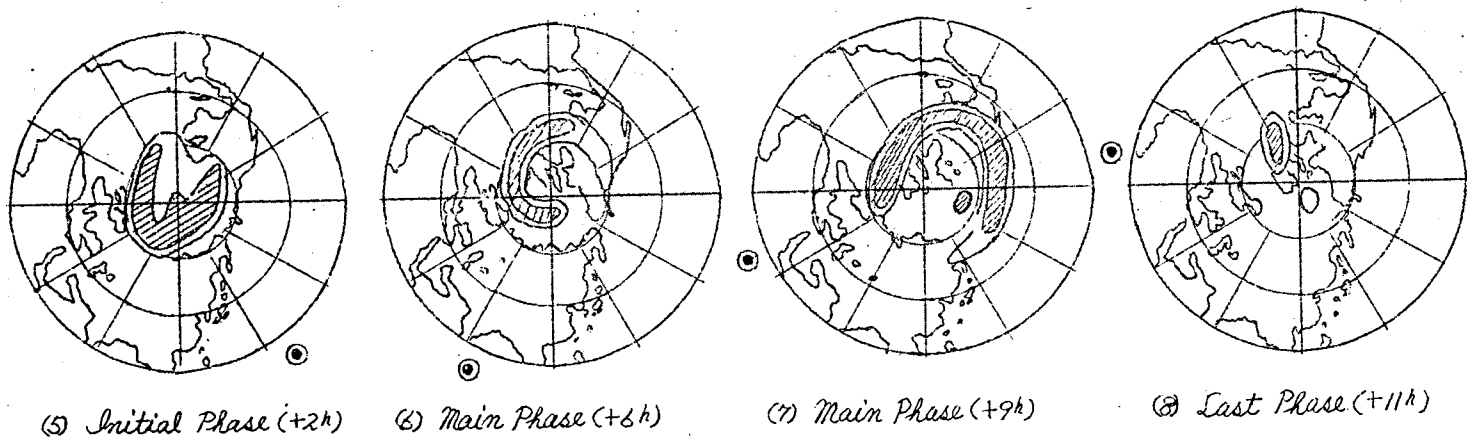 (5) Initial Phase (+2h)
(6) Main Phase (+6h)
(7) Main Phase (+9h)
(8) Last Phase (+11h)